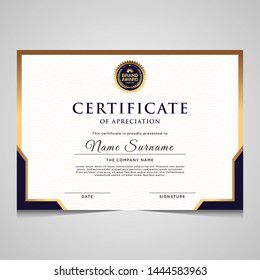 BRAND
AWARD
CERTIFICATE
OF APRECIATION
This certificate is proudly presented to
Name Surname
THE COMPANY NAME
DATE
SIGNATURE
shutterstock.com · 1444583963